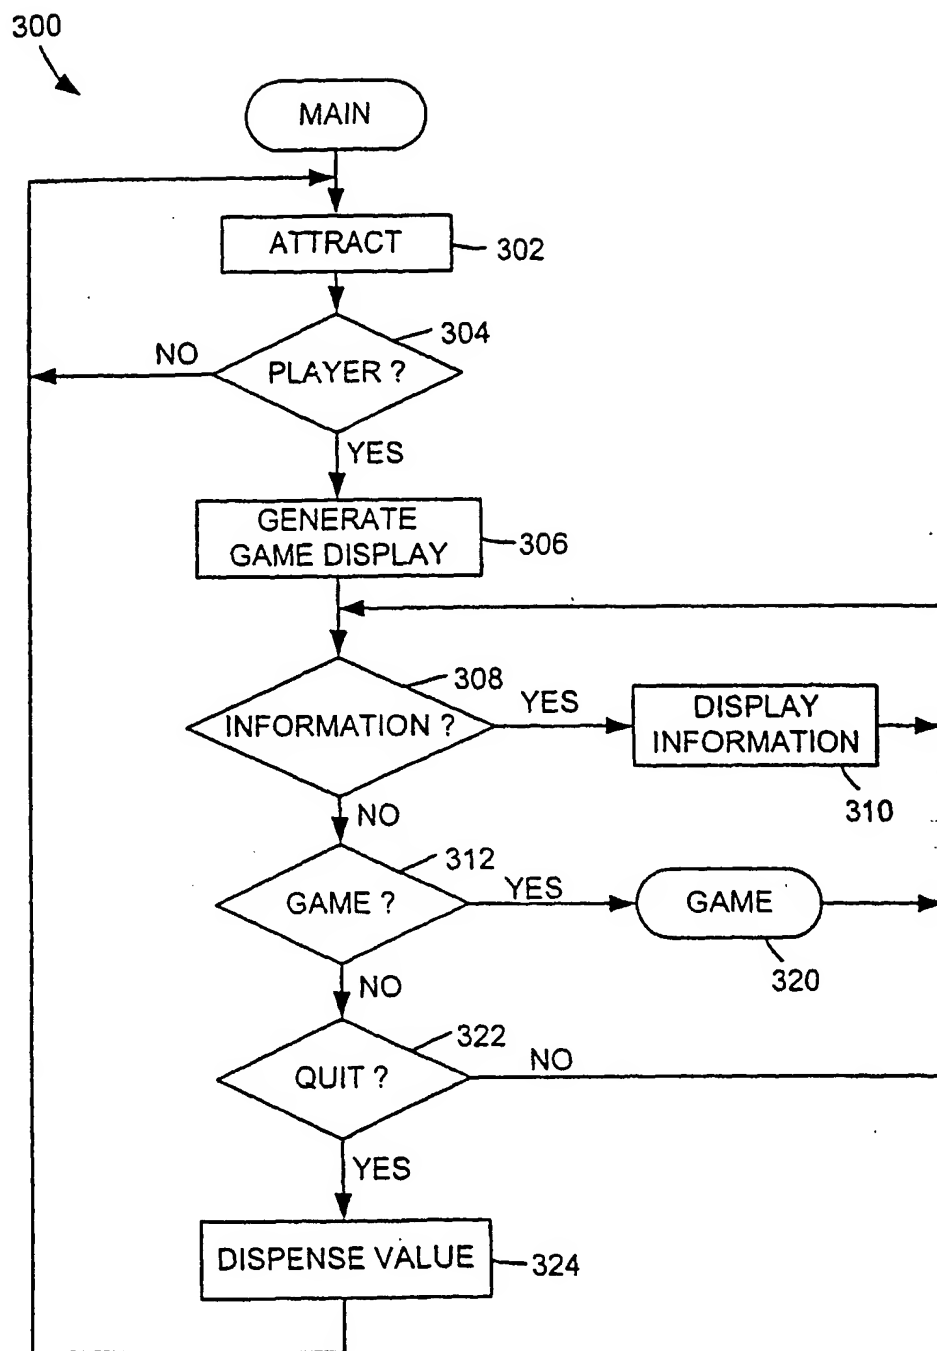 300
MAIN
ATTRACT
302
304
NO
PLAYER ?
YES
GENERATE
GAME DISPLAY
306
308
INFORMATION ?
YES
DISPLAY
INFORMATION
310
NO
312
GAME ?
YES
GAME
320
NO
322
QUIT ?
NO
YES
DISPENSE VALUE
324